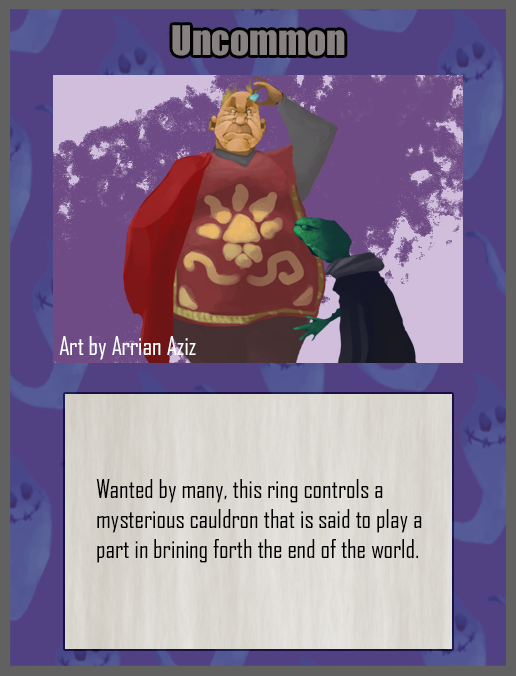 Uncommon
Art by Arrian Aziz
Wanted by many, this ring controls a
mysterious cauldron that is said to play a
part in brining forth the end of the world.